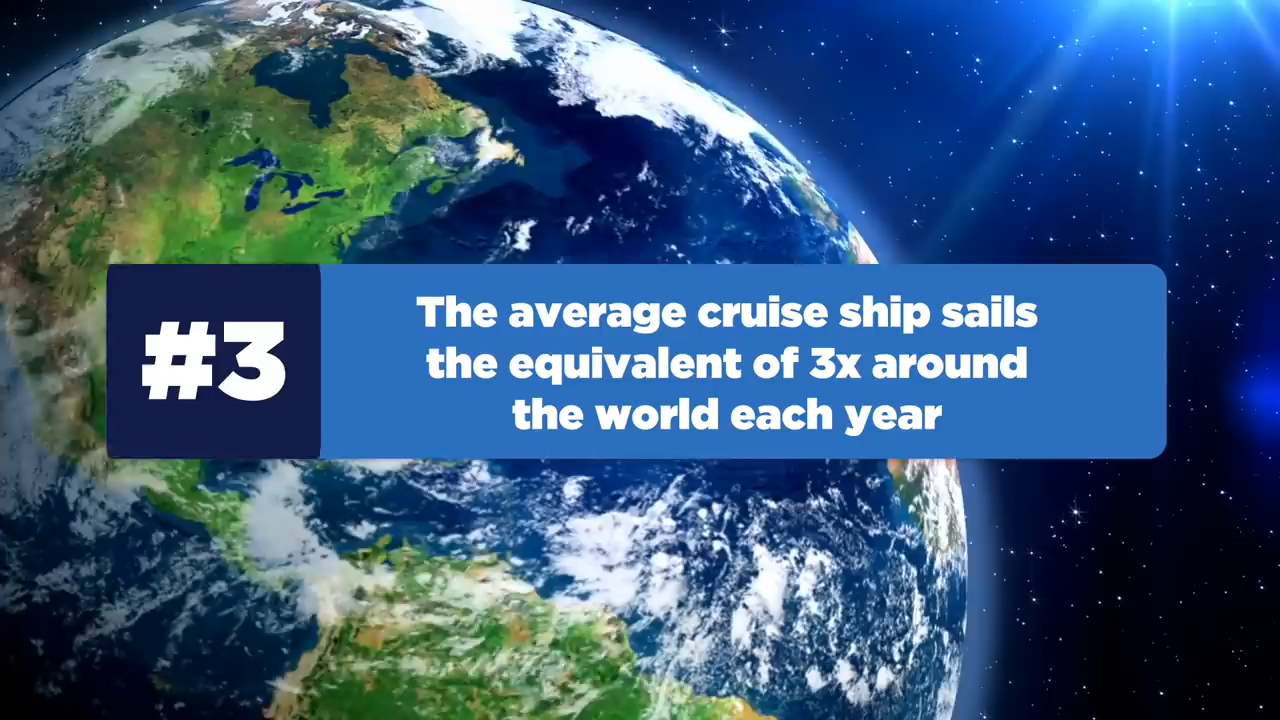 #3
The average cruise ship sails
the equivalent of 3x around
the world each year